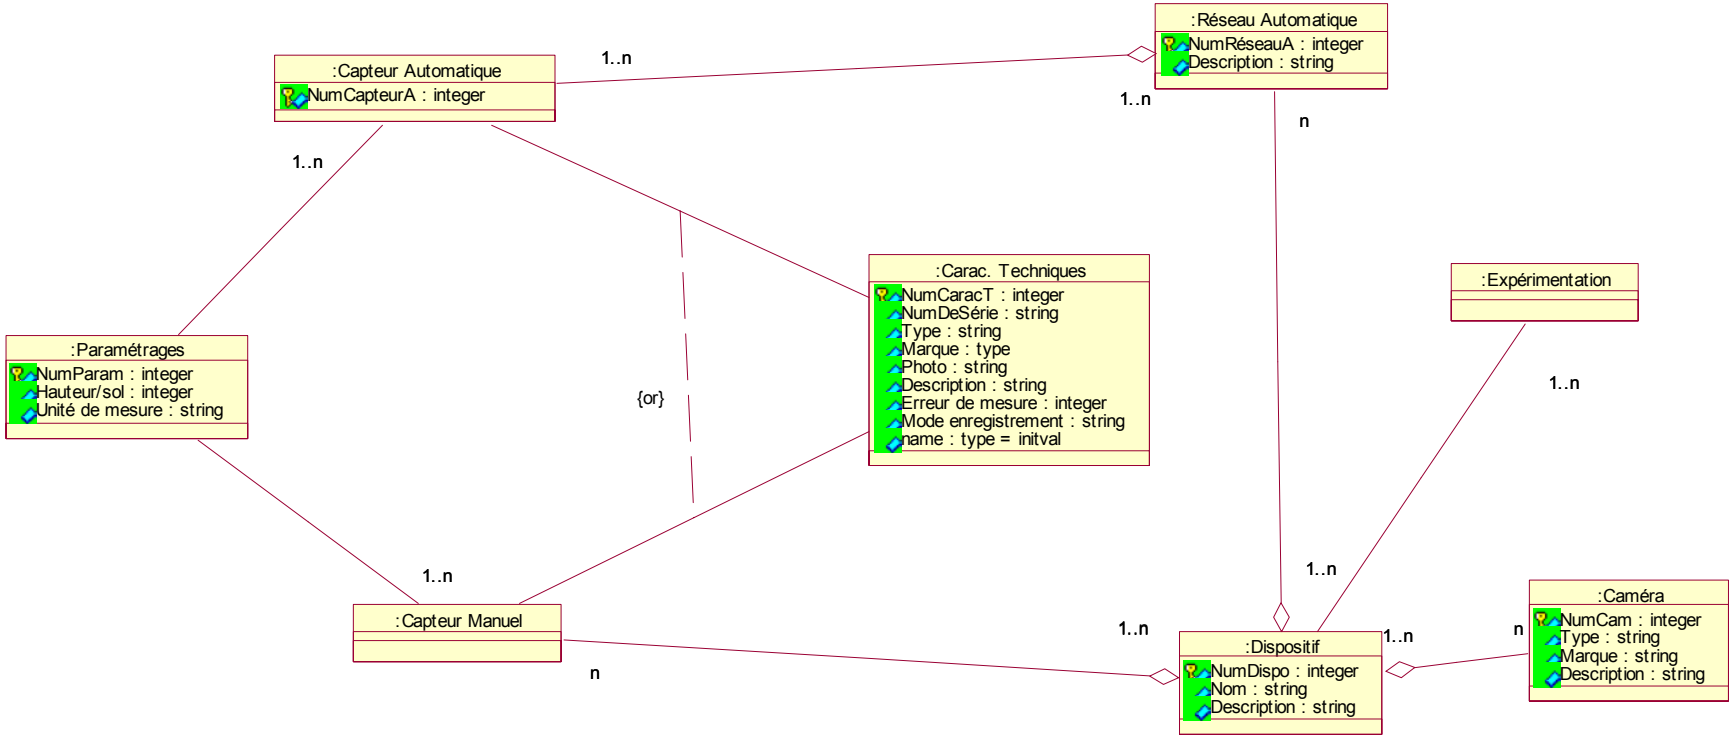 :Réseau Automatique
NumRéseauA : integer
Description : string
1..n
1..n
n
:Capteur Automatique
NumCapteurA : integer
1..n
:Carac. Techniques
NumCaracT : integer
NumDeSérie : string
Type : string
Marque : type
Photo : string
Description : string
Erreur de mesure : integer
Mode enregistrement : string
name : type = initval
:Expérimentation
1..n
:Paramétrages
NumParam : integer
Hauteur/sol : integer
Unité de mesure : string
{or}
1..n
:Capteur Manuel
n
1..n
1..n
:Dispositif
NumDispo : integer
Nom : string
Description : string
1..n
n
:Caméra
NumCam : integer
Type : string
Marque : string
Description : string